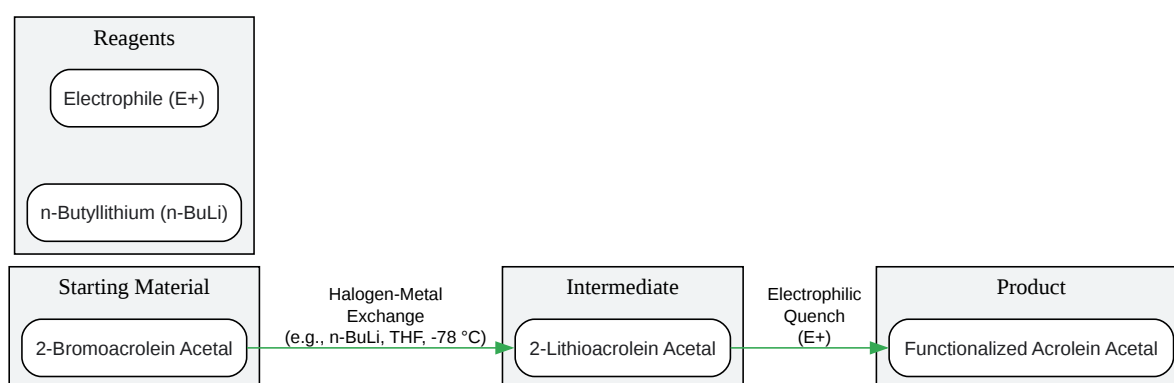 Reagents
Electrophile (E+)
n-Butyllithium (n-BuLi)
Starting Material
2-Bromoacrolein Acetal
Halogen-Metal
Exchange
(e.g., n-BuLi, THF, -78 °C)
Intermediate
2-Lithioacrolein Acetal
Electrophilic
Quench
(E+)
Product
Functionalized Acrolein Acetal